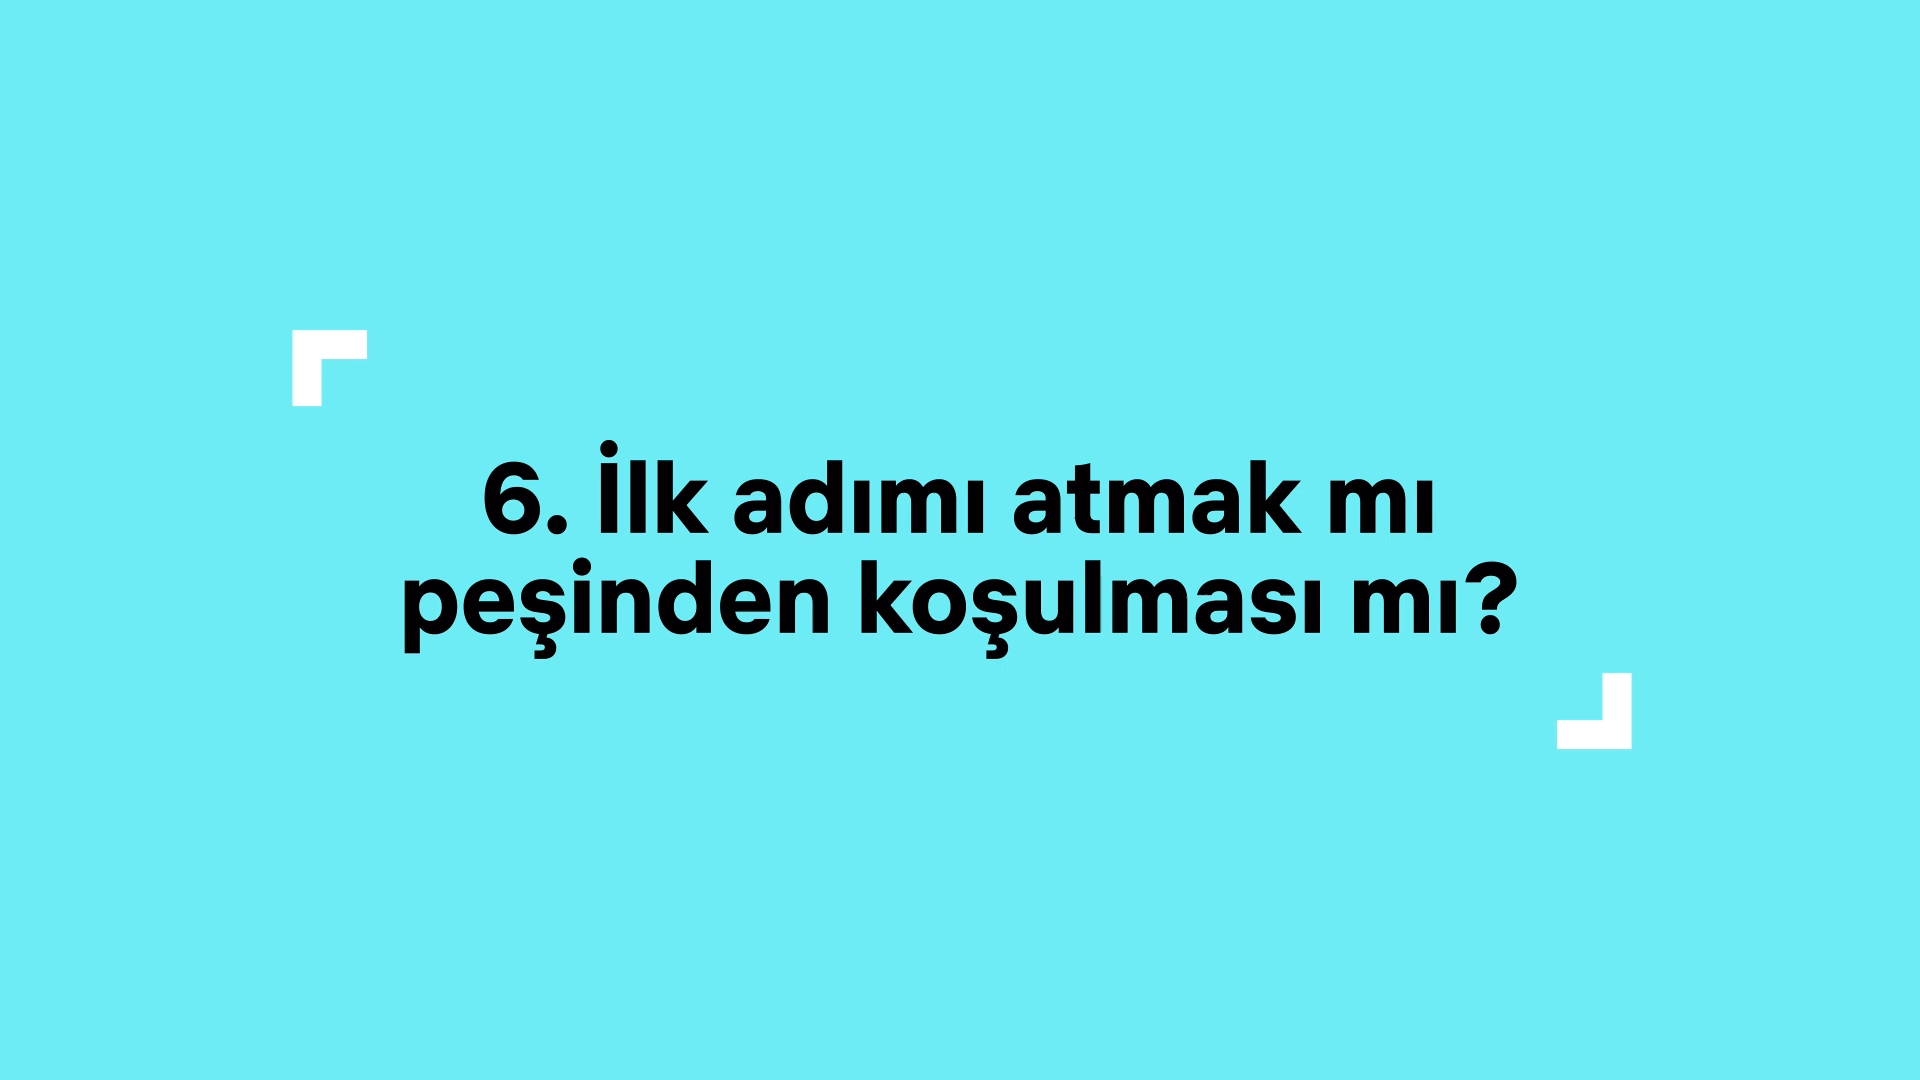 6. İlk adımı atmak mı
peşinden koşulması mı?